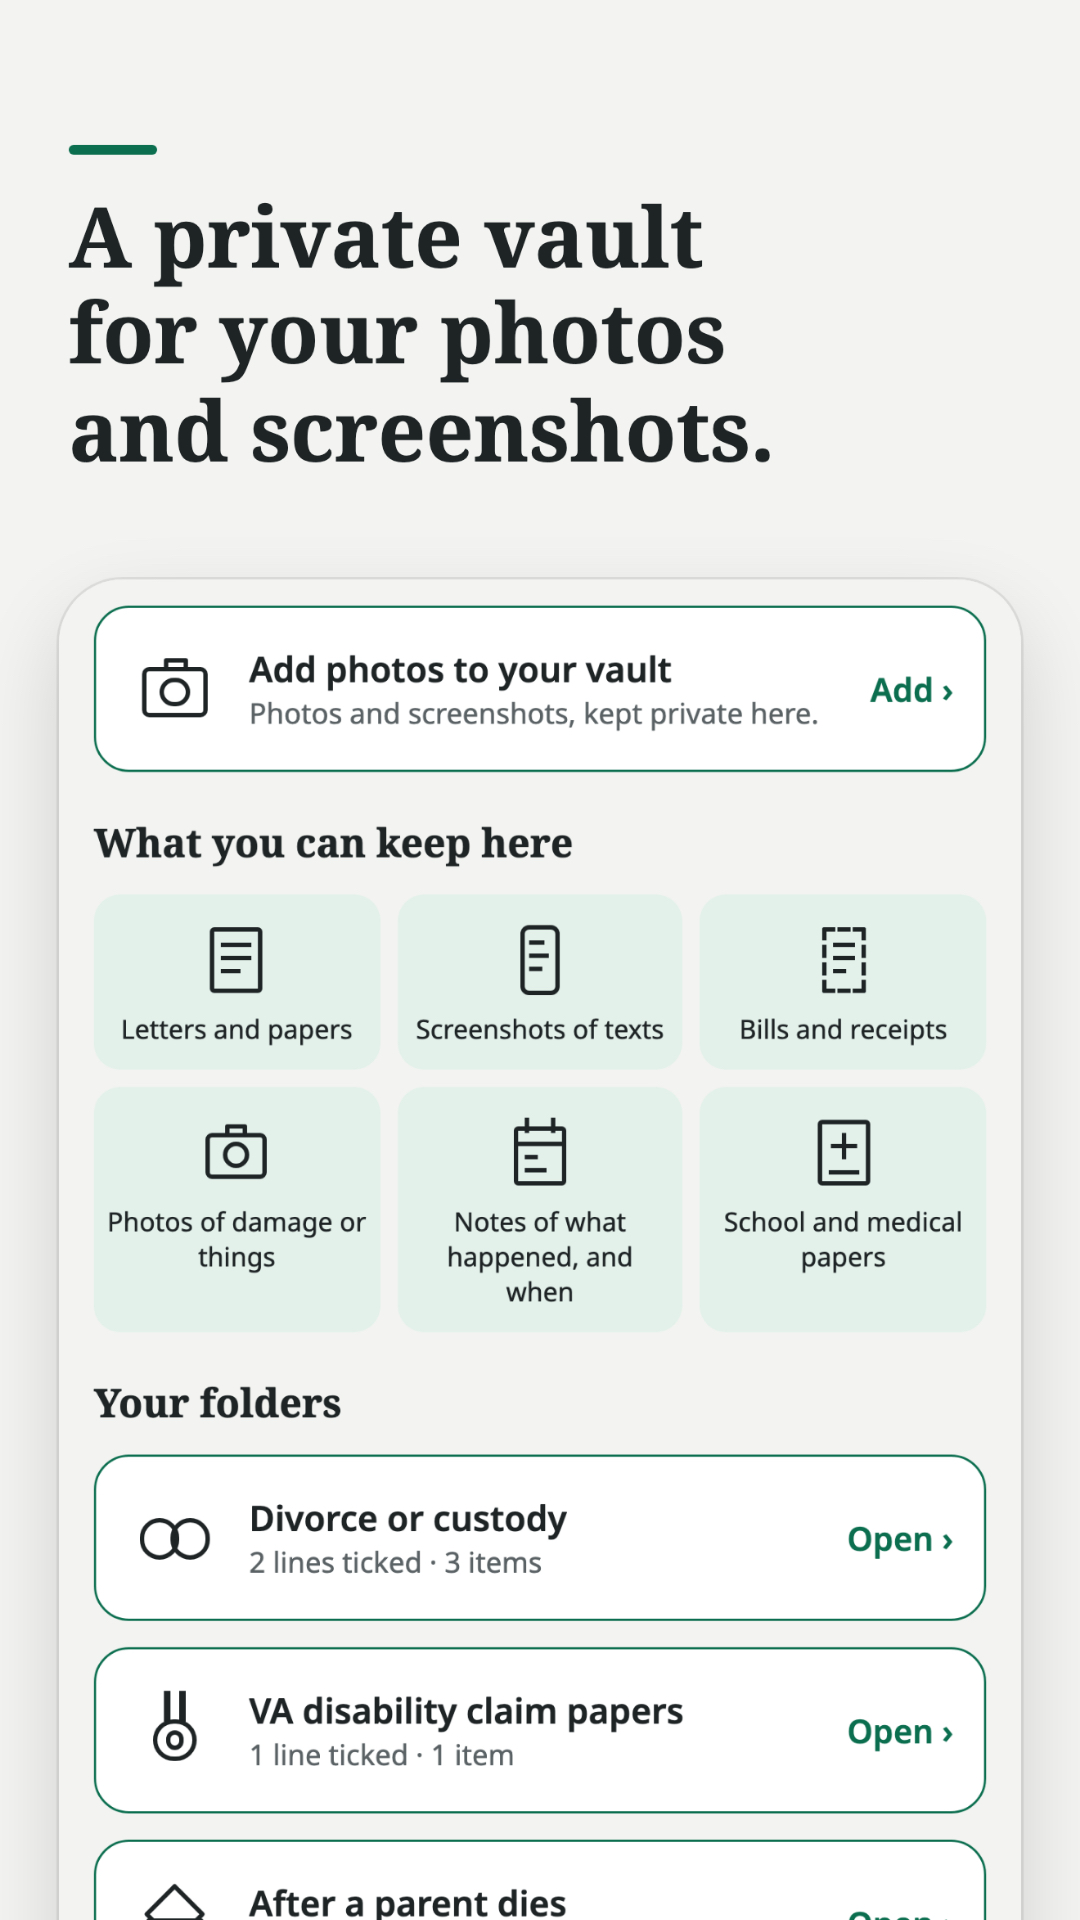 A private vault
for your photos
and screenshots.
Add photos to your vault
Photos and screenshots, kept private here.
Add ›
What you can keep here
Letters and papers
Screenshots of texts
Bills and receipts
Photos of damage or
things
Notes of what
happened, and
when
School and medical
papers
Your folders
Divorce or custody
2 lines ticked · 3 items
Open ›
VA disability claim papers
1 line ticked · 1 item
Open ›
After a parent dies
Open ›